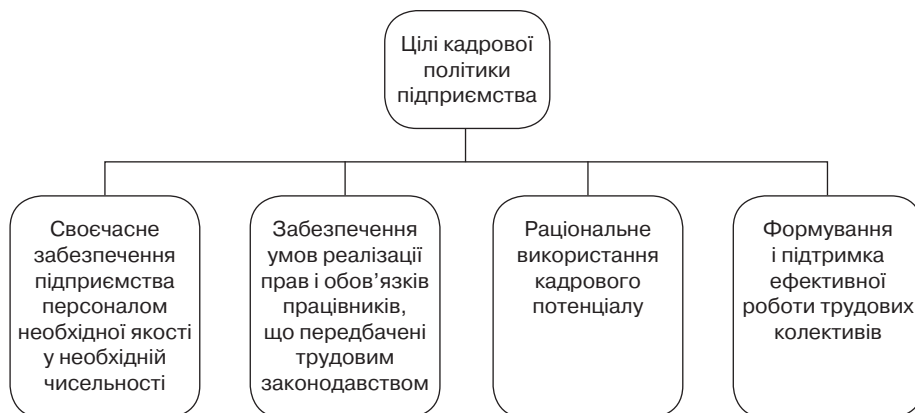 Цілі кадрової
політики
підприємства
Своєчасне
забезпечення
підприємства
персоналом
необхідної якості
у необхідній
чисельності
Забезпечення
умов реалізації
прав і обов’язків
працівників,
що передбачені
трудовим
законодавством
Раціональне
використання
кадрового
потенціалу
Формування
і підтримка
ефективної
роботи трудових
колективів